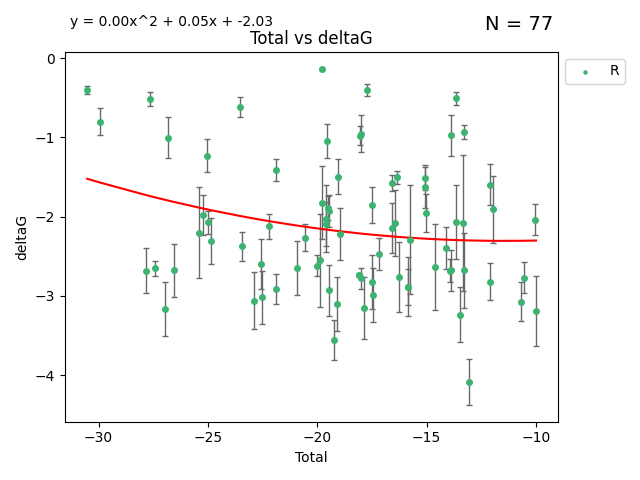 y = 0.00x^2 + 0.05x + -2.03
N = 77
Total vs deltaG
R
deltaG
0
−1
−2
−3
−4
−30
−25
−20
−15
−10
Total